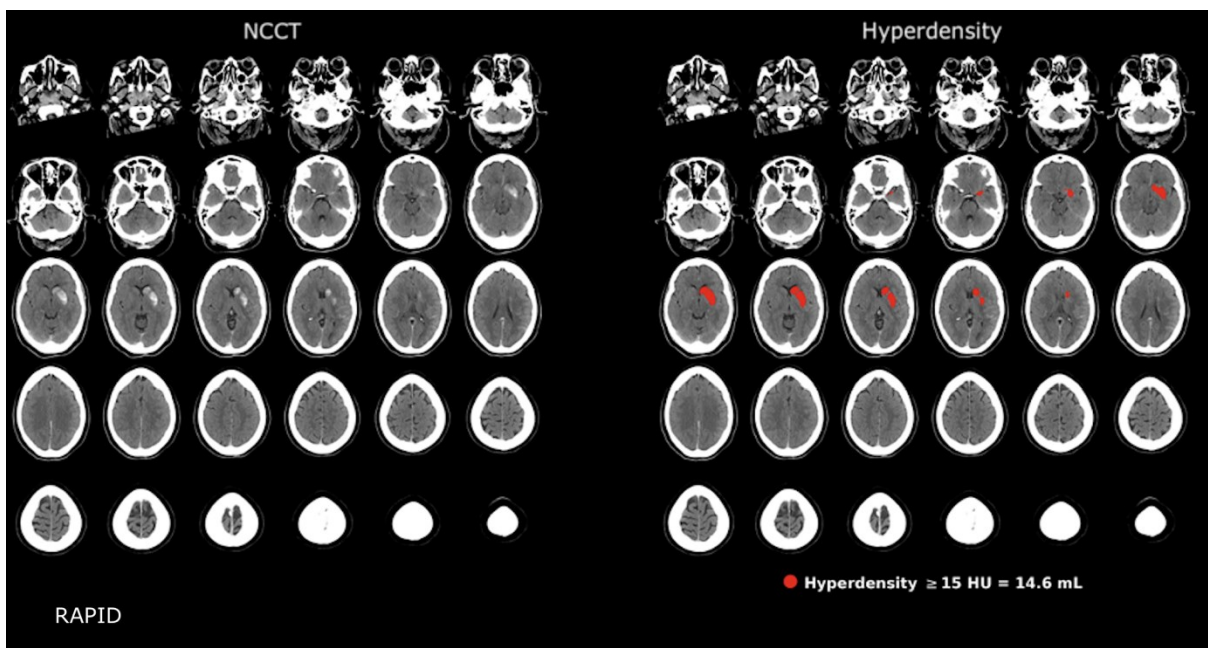 NCCT
Hyperdensity
Hyperdensity ≥ 15 HU = 14.6 mL
RAPID